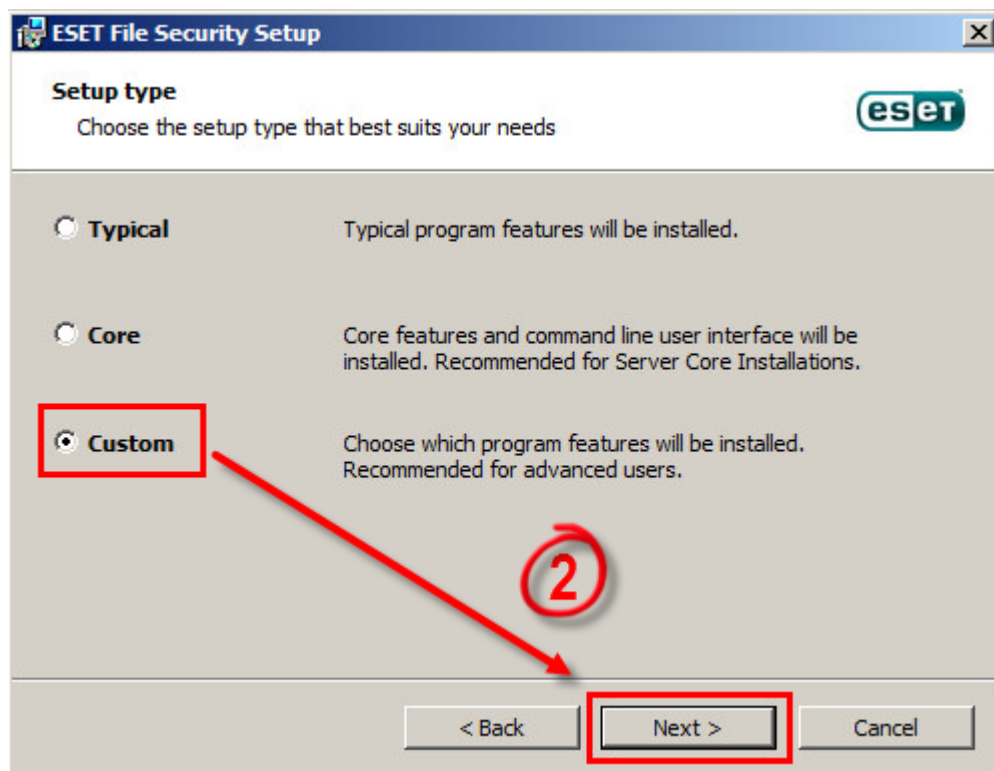 ESET File Security Setup
Setup type
Choose the setup type that best suits your needs
eset
Typical
Typical program features will be installed.
Core
Core features and command line user interface will be
installed. Recommended for Server Core Installations.
Custom
Choose which program features will be installed.
Recommended for advanced users.
2
< Back
Next >
Cancel